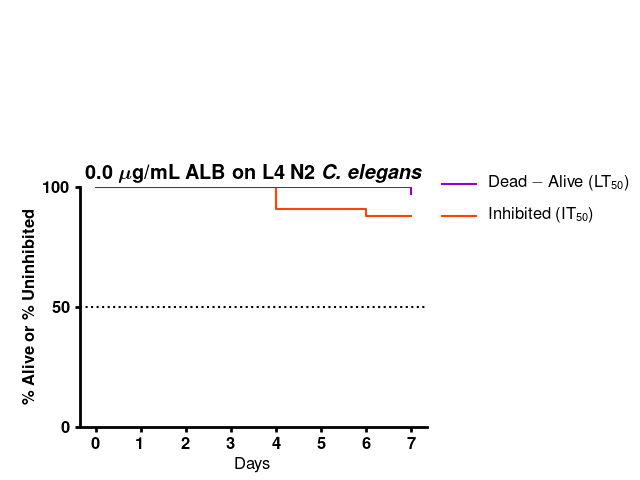 0.0 μg/mL ALB on L4 N2 C. elegans
Dead − Alive (LT50)
Inhibited (IT50)
% Alive or % Uninhibited
100
50
0
0 1 2 3 4 5 6 7
Days